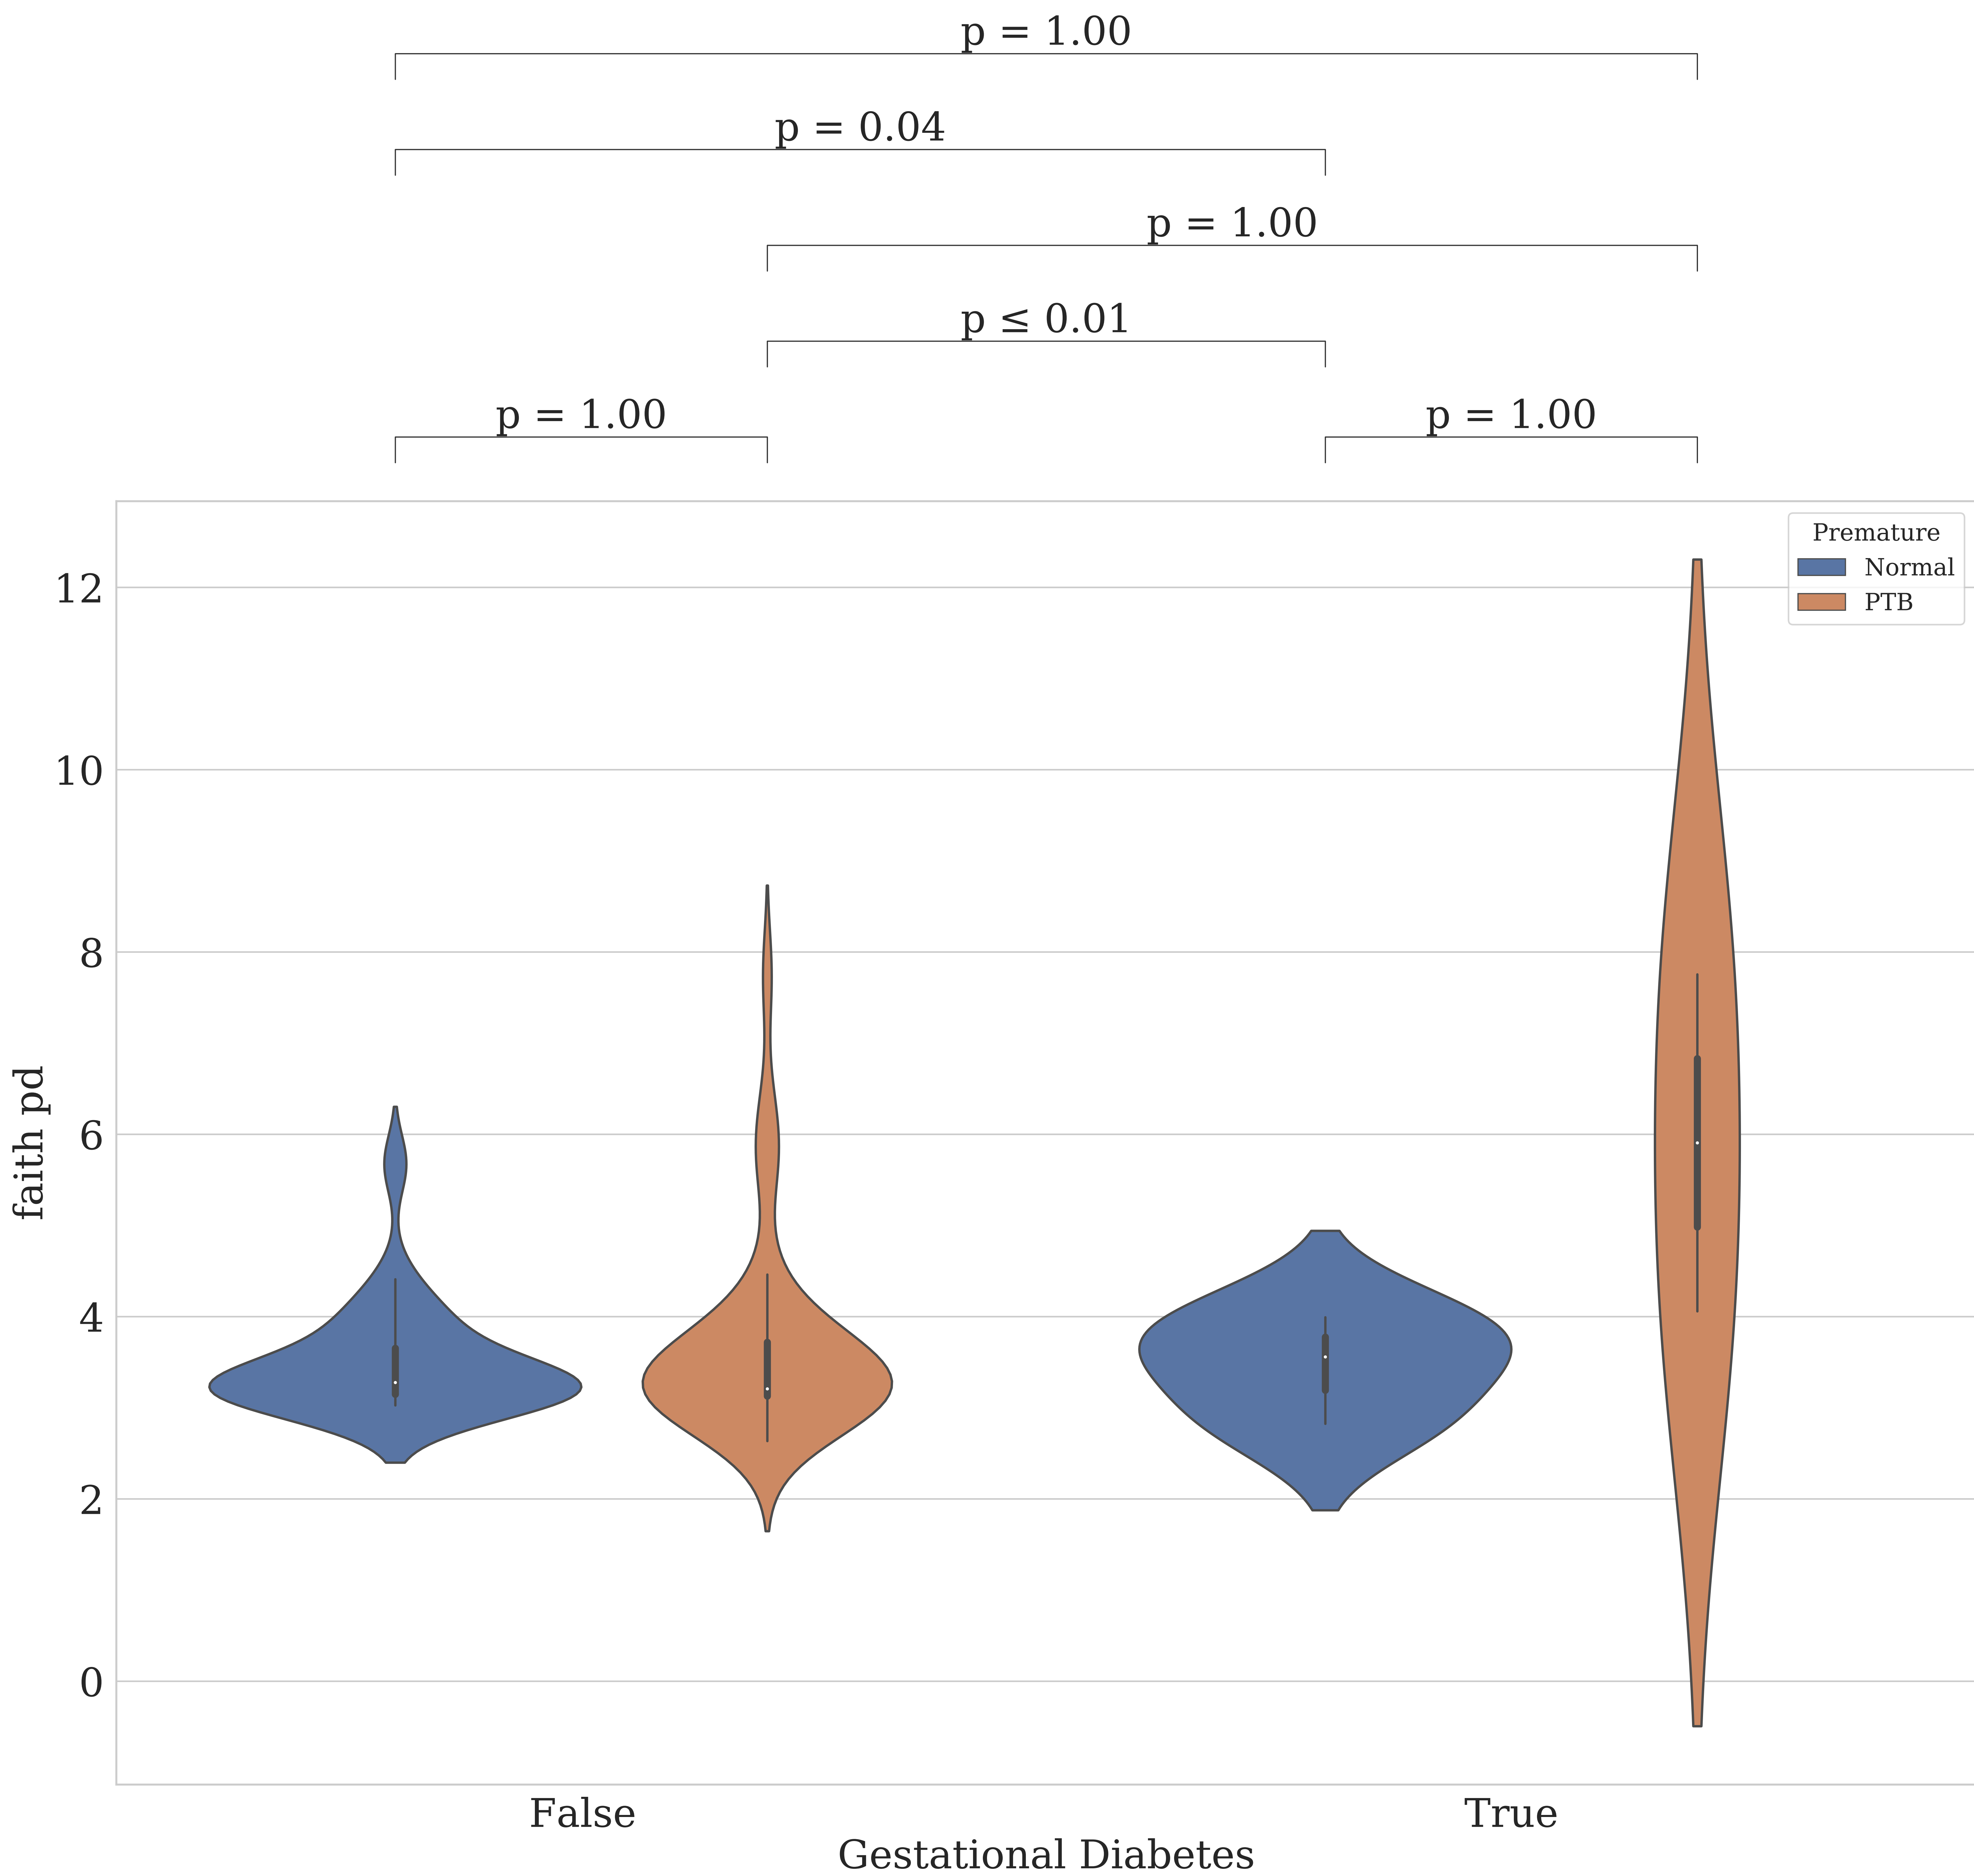 p = 1.00
p = 0.04
p = 1.00
p ≤ 0.01
p = 1.00
p = 1.00
Premature
Normal
PTB
12
10
8
6
4
2
0
faith pd
False
True
Gestational Diabetes